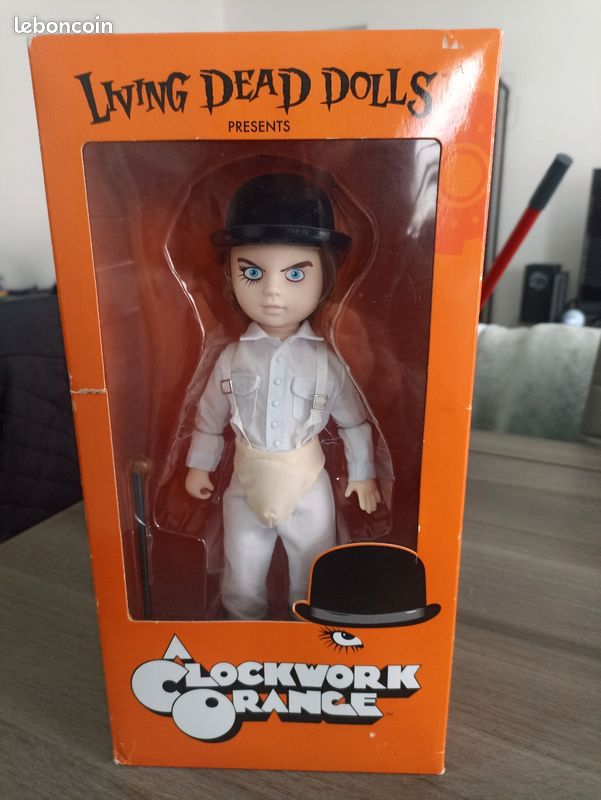 leboncoin
LIVING DEAD DOLLS
PRESENTS
A CLOCKWORK
ORANGE